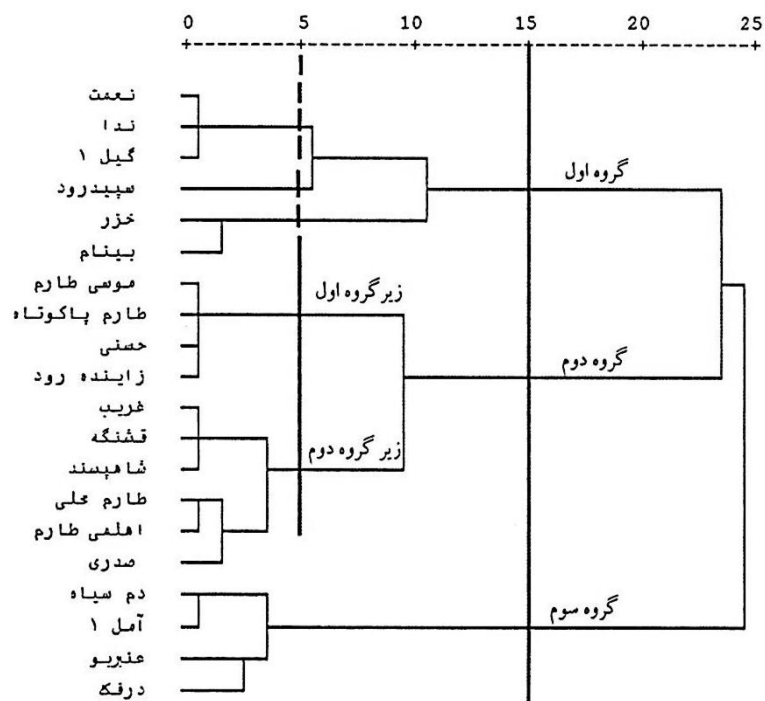 0 5 10 15 20 25
نعمت
ندا
گیل ۱
گروه اول
سپیدرود
خزر
بینام
موسی طارم
زیر گروه اول
طارم پاکوتاه
حسنی
گروه دوم
زاینده رود
غریب
قشنگه
زیر گروه دوم
شاهپسند
طارم محلی
اهلمی طارم
صدری
دم سیاه
گروه سوم
آمل ۱
عنبربو
درفک